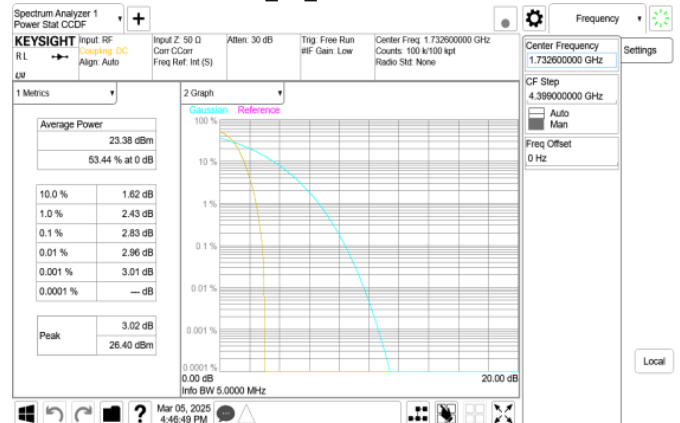 Spectrum Analyzer 1
Power Stat CCDF
Frequency
KEYSIGHT
RL
Input: RF
Coupling: DC
Align: Auto
Input Z: 50 Ω
Corr CCorr
Freq Ref: Int (S)
Atten: 30 dB
Trig: Free Run
#IF Gain: Low
Center Freq: 1.732600000 GHz
Counts: 100 k/100 kpt
Radio Std: None
Center Frequency
1.732600000 GHz
Settings
CF Step
4.399000000 GHz
Auto
Man
Freq Offset
0 Hz
1 Metrics
2 Graph
Gaussian Reference
Average Power
23.38 dBm
53.44 % at 0 dB
10.0 % 1.62 dB
1.0 % 2.43 dB
0.1 % 2.83 dB
0.01 % 2.96 dB
0.001 % 3.01 dB
0.0001 % --- dB
Peak
3.02 dB
26.40 dBm
100 %
10 %
1 %
0.1 %
0.01 %
0.001 %
0.0001 %
0.00 dB
20.00 dB
Info BW 5.0000 MHz
Local
?
Mar 05, 2025
4:46:49 PM